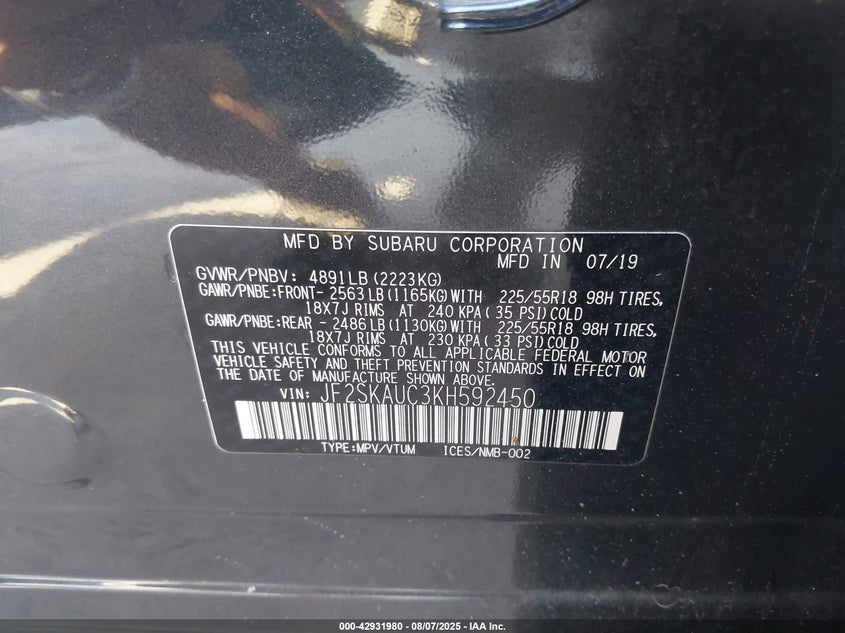 MFD BY SUBARU CORPORATION
MFD IN 07/19
GVWR/PNBV: 4891LB (2223KG)
GAWR/PNBE:FRONT- 2563LB (1165KG)WITH 225/55R18 98H TIRES,
18X7J RIMS AT 240 KPA( 35 PSI)COLD
GAWR/PNBE:REAR - 2486LB (1130KG)WITH 225/55R18 98H TIRES,
18X7J RIMS AT 230 KPA( 33 PSI)COLD
THIS VEHICLE CONFORMS TO ALL APPLICABLE FEDERAL MOTOR
VEHICLE SAFETY AND THEFT PREVENTION STANDARDS IN EFFECT ON
THE DATE OF MANUFACTURE SHOWN ABOVE.
VIN: JF2SKAUC3KH592450
TYPE:MPV/VTUM ICES/NMB-002
000-42931980 - 08/07/2025 - IAA Inc.